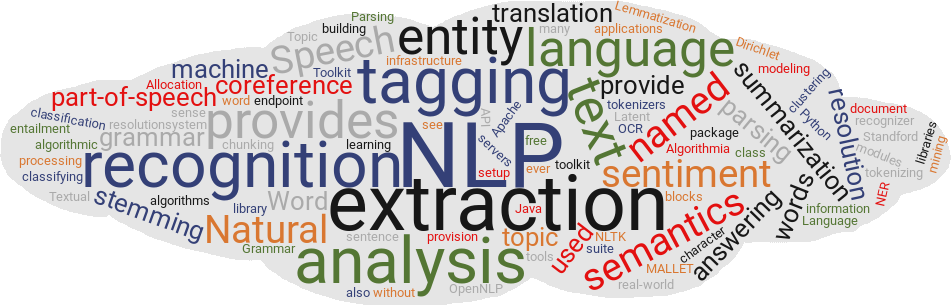 Parsing
building
Topic
Speech
entity
translation
many
Lemmatization
applications
language
Dirichlet
infrastructure
machine
Toolkit
Allocation
coreference
tagging
text
provide
modeling
part-of-speech
word
endpoint
named
summarization
clustering
resolution
document
classification
sense
resolutionsystem
provides
API
Apache
tokenizers
Latent
OCR
parsing
Python
recognizer
Standford
entailment
grammar
algorithmic
chunking
learning
see
servers
free
package
Algorithmia
class
modules
libraries
mining
processing
classifying
recognition
NLP
setup
ever
toolkit
sentiment
tokenizing
NER
Textual
stemming
algorithms
library
Word
extraction
Java
blocks
words
information
Language
Natural
Grammar
sentence
provision
topic
used
NLTK
suite
semantics
character
answering
analysis
tools
MALLET
real-world
also
without
OpenNLP